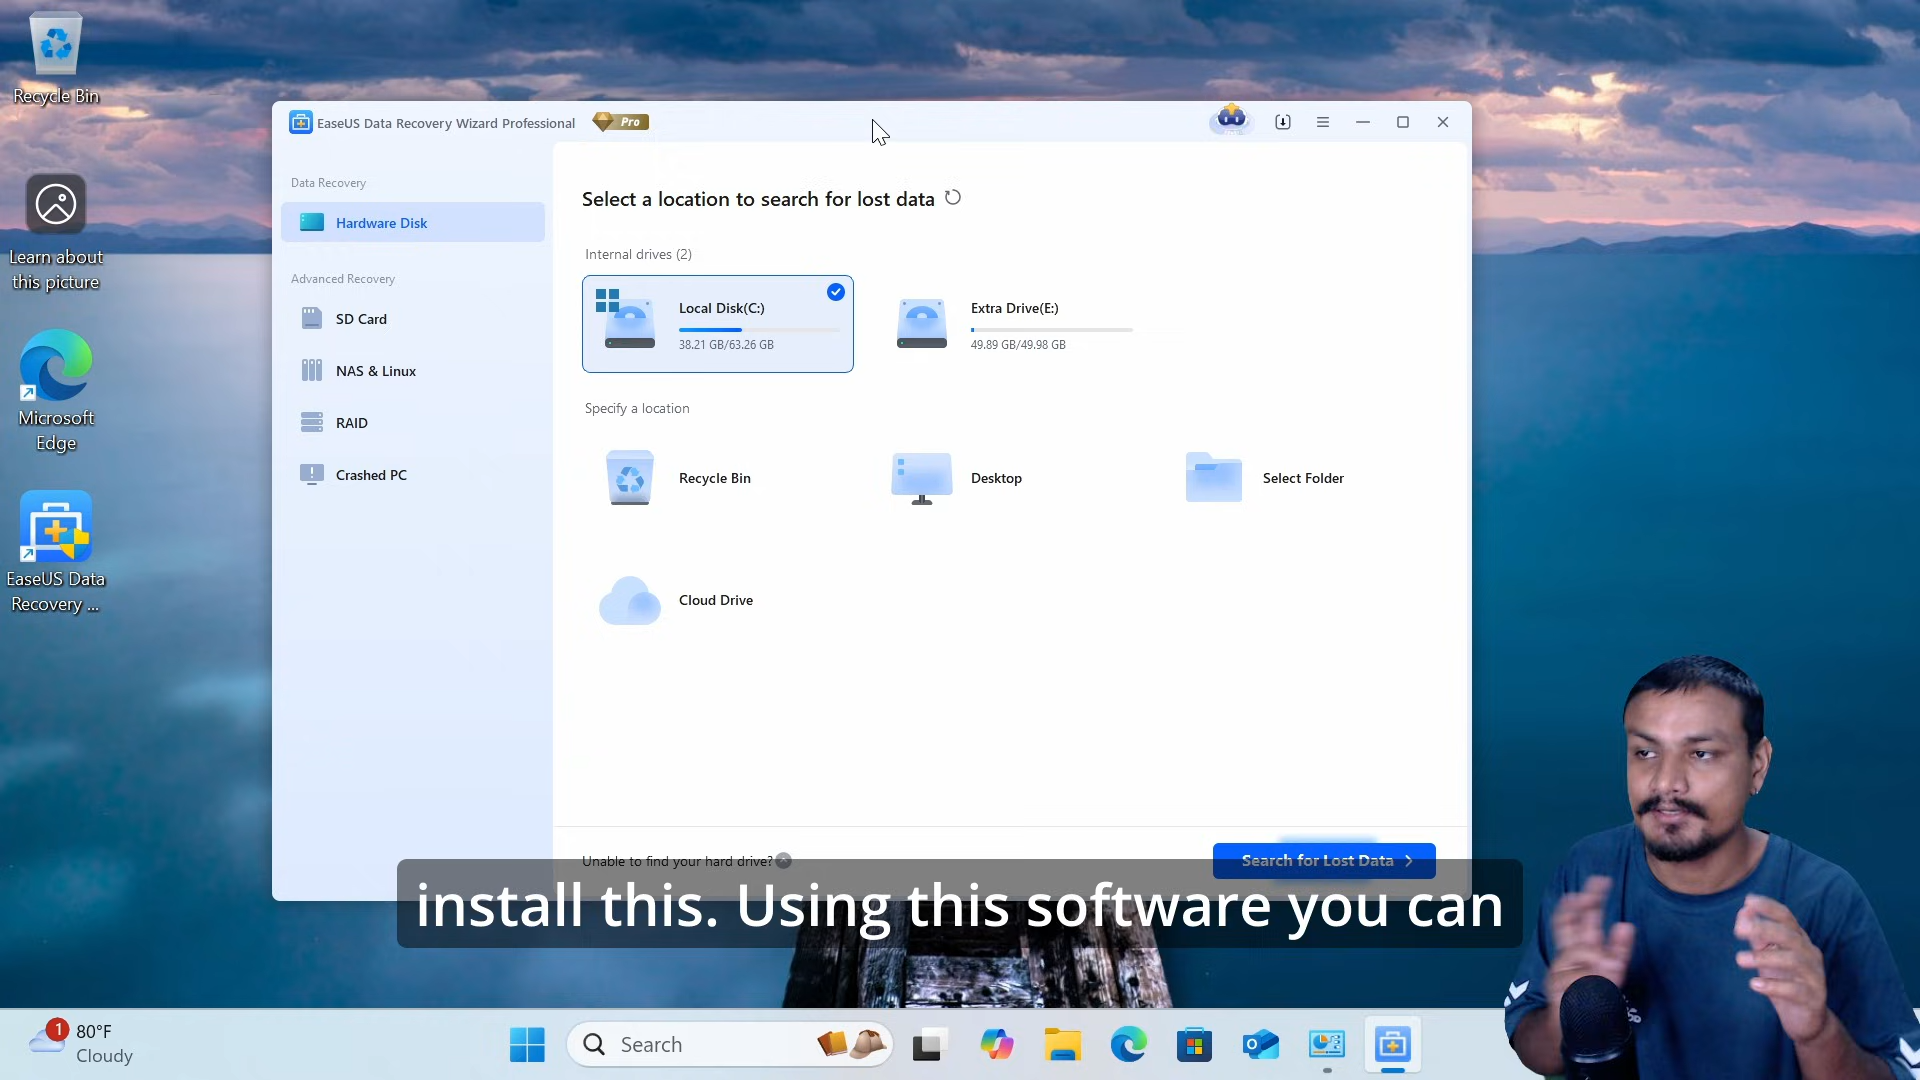 Recycle Bin
Learn about
this picture
Microsoft
Edge
EaseUS Data
Recovery ...
EaseUS Data Recovery Wizard Professional
Pro
Data Recovery
Hardware Disk
Advanced Recovery
SD Card
NAS & Linux
RAID
Crashed PC
Select a location to search for lost data
Internal drives (2)
Local Disk(C:)
38.21 GB/63.26 GB
Extra Drive(E:)
49.89 GB/49.98 GB
Specify a location
Recycle Bin
Desktop
Select Folder
Cloud Drive
Unable to find your hard drive?
Search for Lost Data
install this. Using this software you can
1
80°F
Cloudy
Search